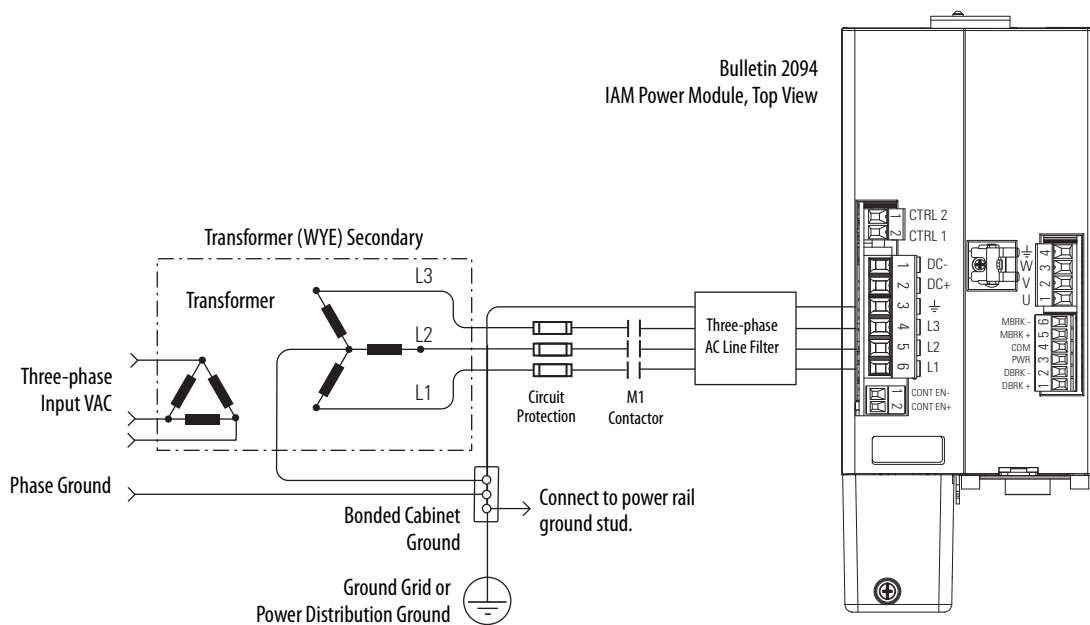 Bulletin 2094
IAM Power Module, Top View
Transformer (WYE) Secondary
Transformer
L3
L2
L1
Three-phase
Input VAC
Phase Ground
Circuit
Protection
M1
Contactor
Three-phase
AC Line Filter
Bonded Cabinet
Ground
Connect to power rail
ground stud.
Ground Grid or
Power Distribution Ground
1 CTRL 2
2 CTRL 1
1 DC-
2 DC+
3
4 L3
5 L2
6 L1
1 CONT EN-
2 CONT EN+
4
W 3
V 2
U 1
MBRK - 6
MBRK + 5
COM 4
PWR 3
DBRK - 2
DBRK + 1